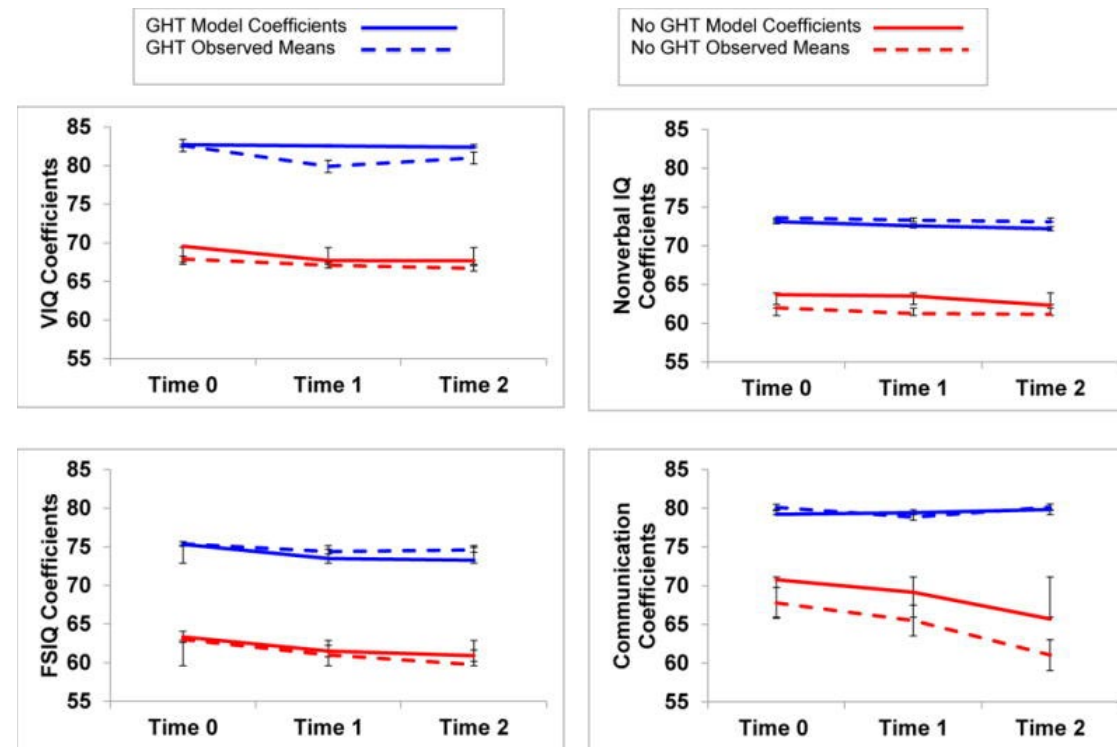 GHT Model Coefficients
GHT Observed Means
No GHT Model Coefficients
No GHT Observed Means
VIQ Coefficients
85
80
75
70
65
60
55
Time 0 Time 1 Time 2
Nonverbal IQ
Coefficients
85
80
75
70
65
60
55
Time 0 Time 1 Time 2
FSIQ Coefficients
85
80
75
70
65
60
55
Time 0 Time 1 Time 2
Communication
Coefficients
85
80
75
70
65
60
55
Time 0 Time 1 Time 2